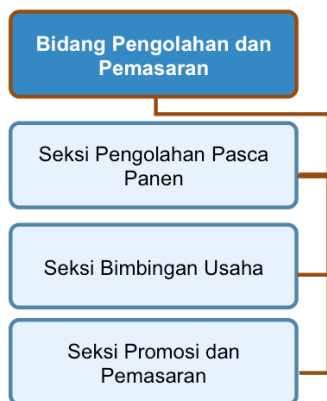 Bidang Pengolahan dan
Pemasaran
Seksi Pengolahan Pasca
Panen
Seksi Bimbingan Usaha
Seksi Promosi dan
Pemasaran